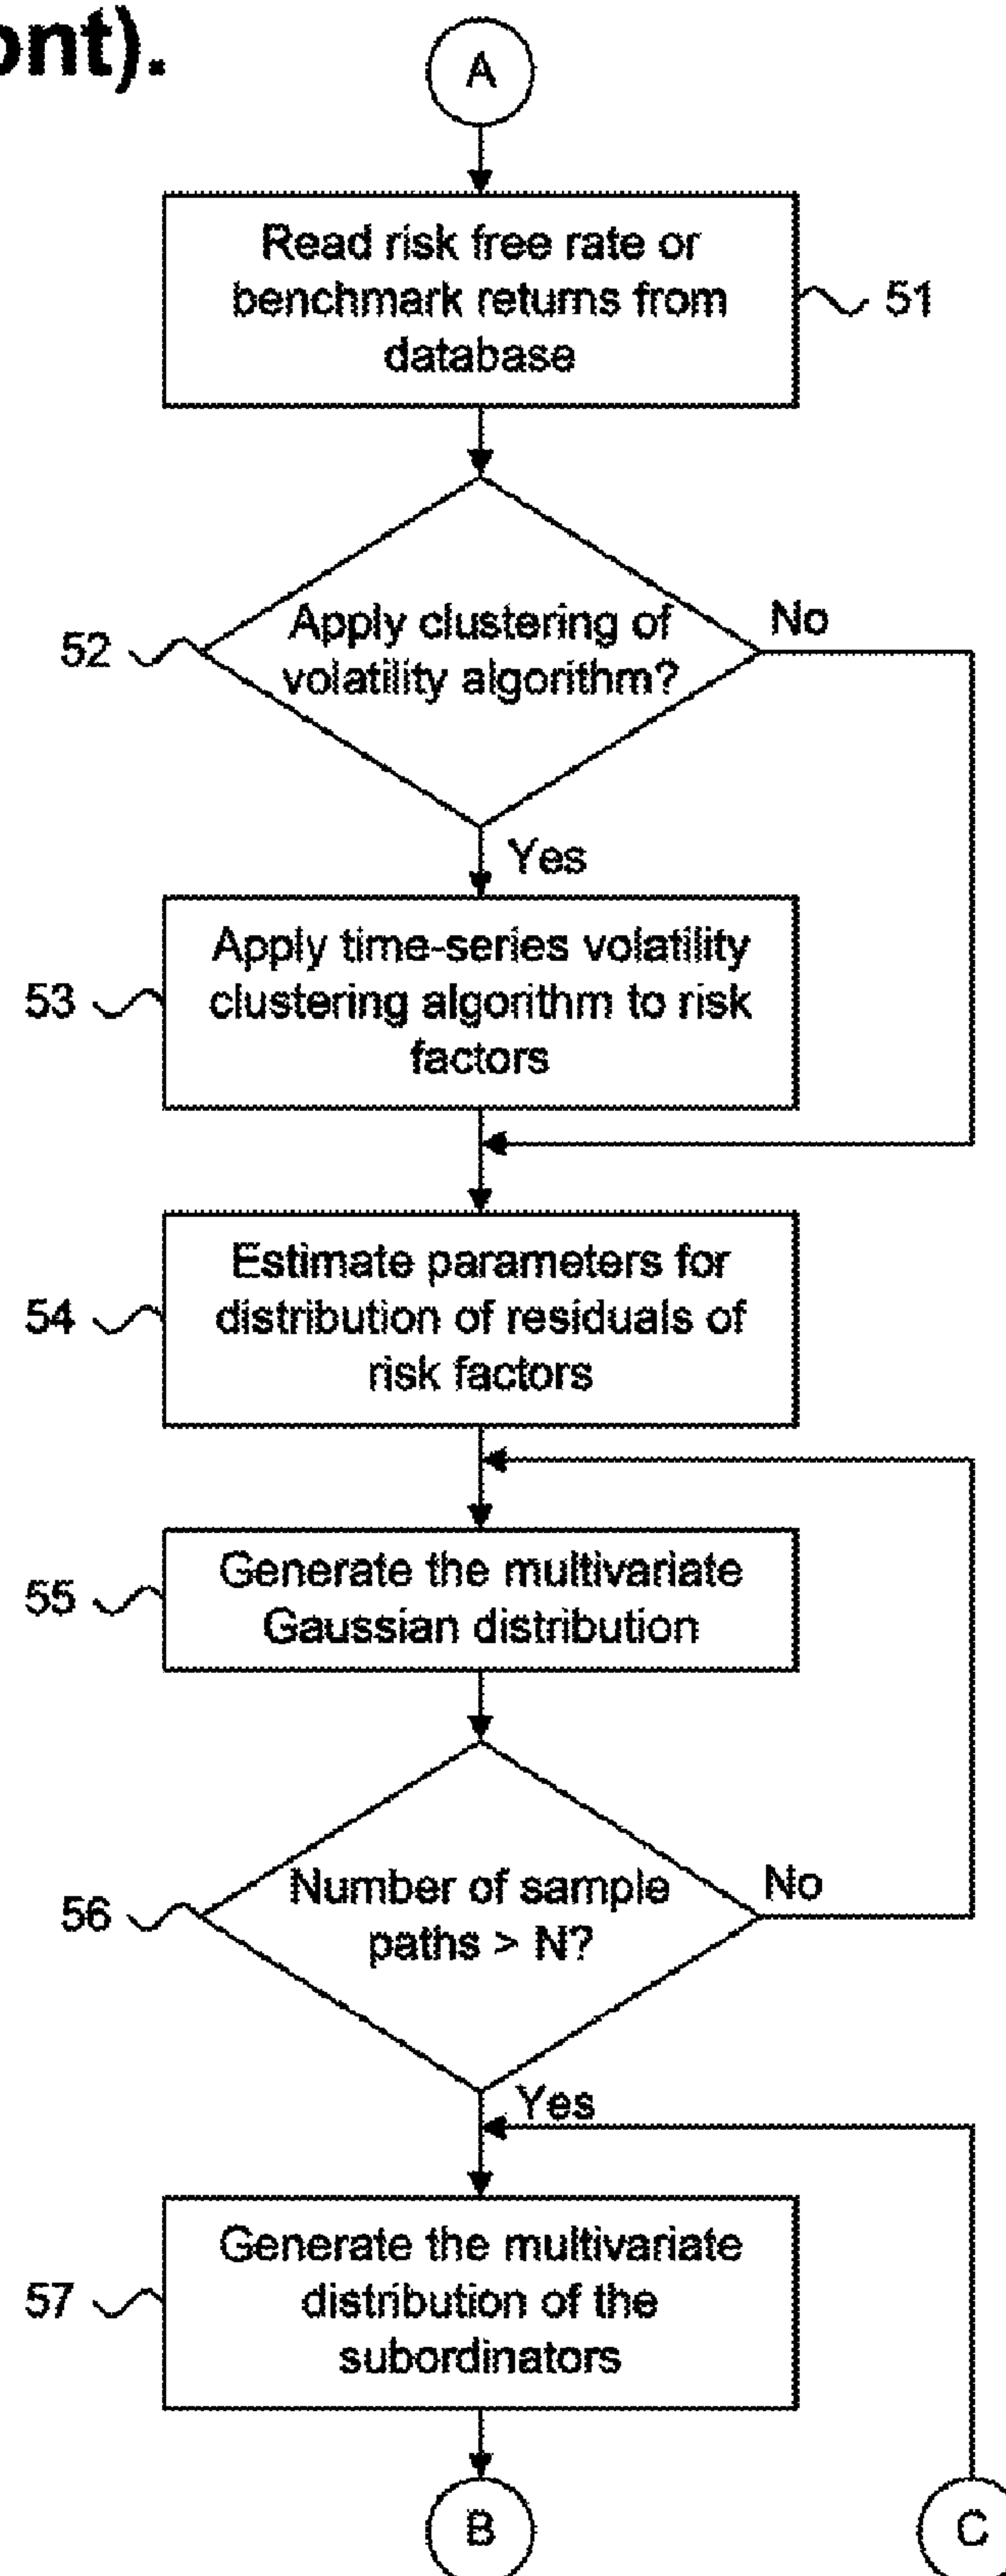 ont).
A
Read risk free rate or
benchmark returns from
database
51
Apply clustering of
volatility algorithm?
52
No
Yes
Apply time-series volatility
clustering algorithm to risk
factors
53
Estimate parameters for
distribution of residuals of
risk factors
54
Generate the multivariate
Gaussian distribution
55
Number of sample
paths > N?
56
No
Yes
Generate the multivariate
distribution of the
subordinators
57
B
C